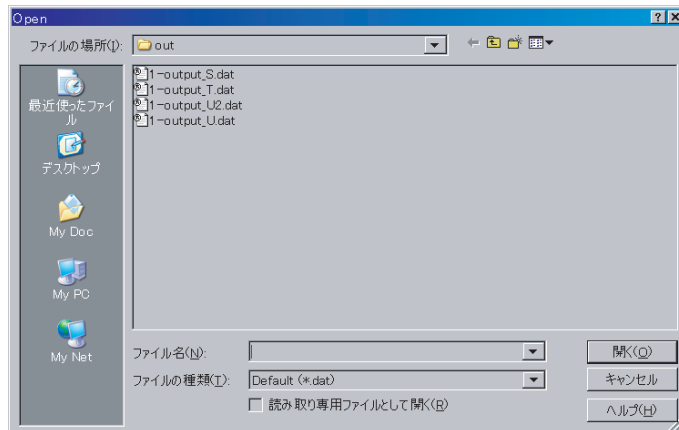 Open
ファイルの場所(I):
out
1-output_S.dat
1-output_T.dat
1-output_U2.dat
1-output_U.dat
最近使ったファイ
ル
デスクトップ
My Doc
My PC
My Net
ファイル名(N):
開く(O)
ファイルの種類(T):
Default (*.dat)
キャンセル
読み取り専用ファイルとして開く(R)
ヘルプ(H)